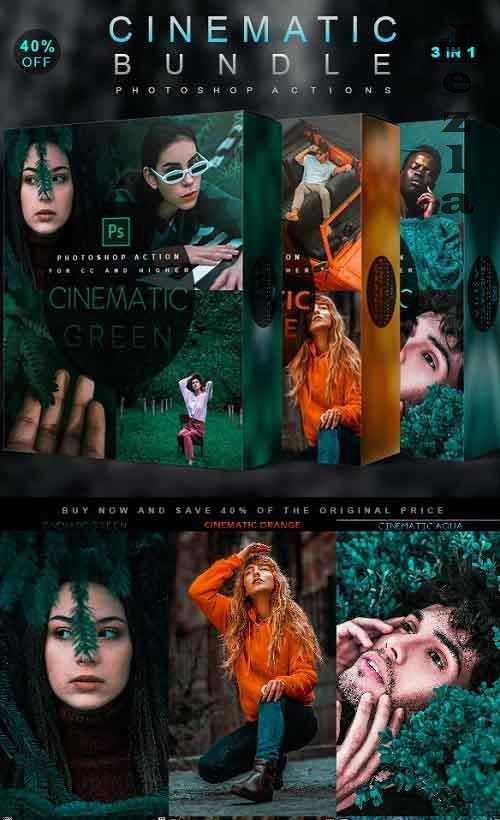 40%
OFF
CINEMATIC
BUNDLE
PHOTOSHOP ACTIONS
3 IN 1
Ps
PHOTOSHOP ACTION
FOR CC AND HIGHER
CINEMATIC
GREEN
BUY NOW AND SAVE 40% OF THE ORIGINAL PRICE
GREEN
CINEMATIC ORANGE
CINEMATIC AQUA